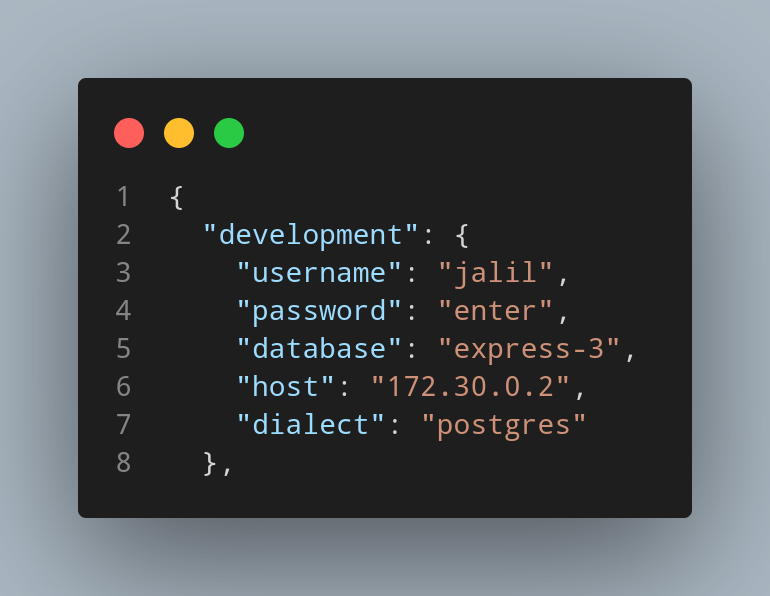 1 {
2   "development": {
3     "username": "jalil",
4     "password": "enter",
5     "database": "express-3",
6     "host": "172.30.0.2",
7     "dialect": "postgres"
8   },